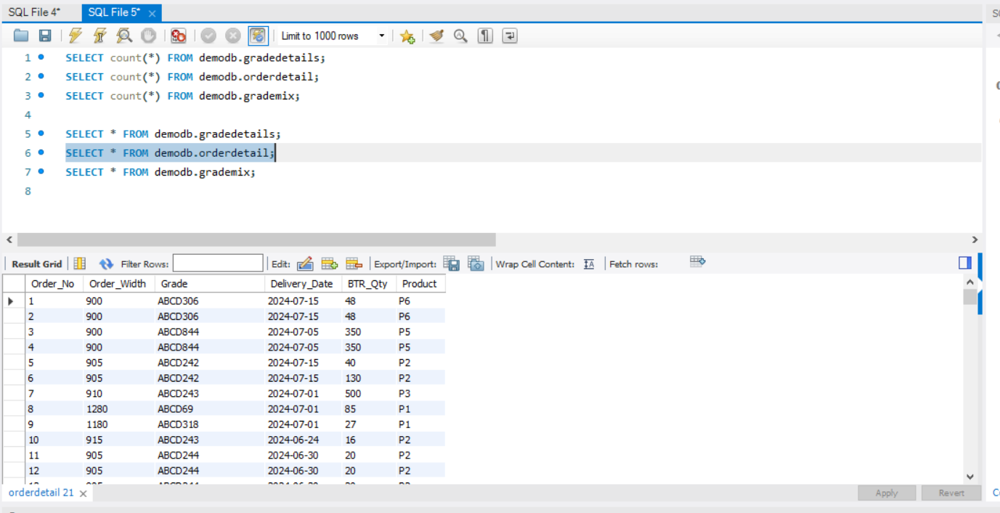 SQL File 4* SQL File 5* ×
Limit to 1000 rows
1 SELECT count(*) FROM demodb.gradedetails;
2 SELECT count(*) FROM demodb.orderdetail;
3 SELECT count(*) FROM demodb.grademix;
4
5 SELECT * FROM demodb.gradedetails;
6 SELECT * FROM demodb.orderdetail;
7 SELECT * FROM demodb.grademix;
8
Result Grid Filter Rows: Edit: Export/Import: Wrap Cell Content: Fetch rows:
Order_No Order_Width Grade Delivery_Date BTR_Qty Product
1 900 ABCD306 2024-07-15 48 P6
2 900 ABCD306 2024-07-15 48 P6
3 900 ABCD844 2024-07-05 350 P5
4 900 ABCD844 2024-07-05 350 P5
5 905 ABCD242 2024-07-15 40 P2
6 905 ABCD242 2024-07-15 130 P2
7 910 ABCD243 2024-07-01 500 P3
8 1280 ABCD69 2024-07-01 85 P1
9 1180 ABCD318 2024-07-01 27 P1
10 915 ABCD243 2024-06-24 16 P2
11 905 ABCD244 2024-06-30 20 P2
12 905 ABCD244 2024-06-30 20 P2
orderdetail 21 × Apply Revert